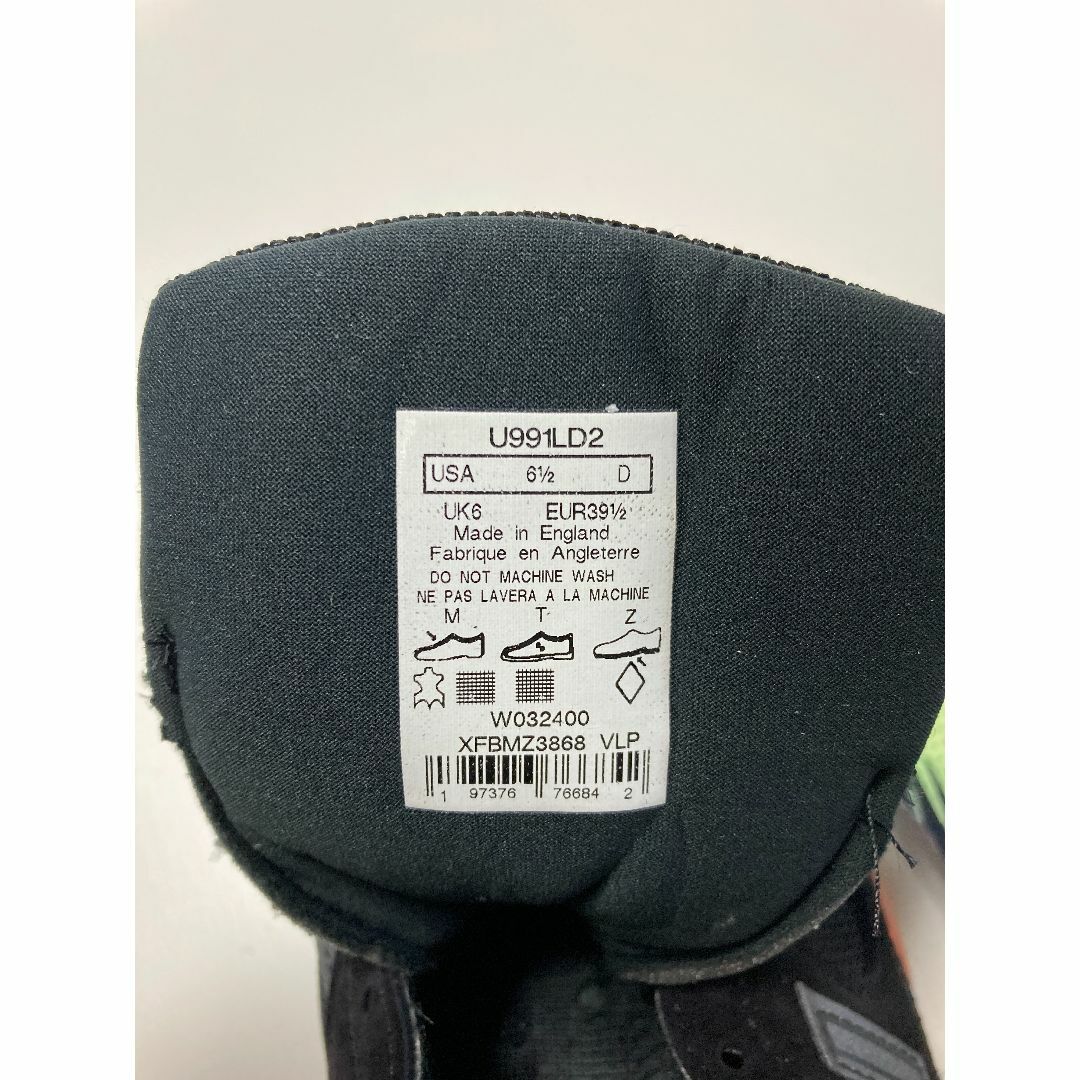 U991LD2
USA 6½ D
UK6 EUR39½
Made in England
Fabrique en Angleterre
DO NOT MACHINE WASH
NE PAS LAVERA A LA MACHINE
M T Z
W032400
XFBMZ3868 VLP
1 97376 76684 2